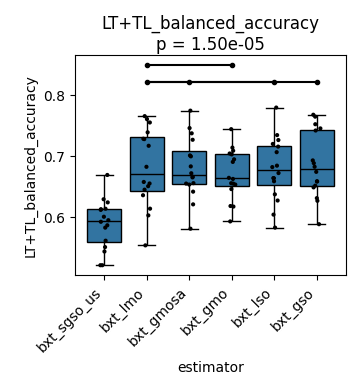 LT+TL_balanced_accuracy
p = 1.50e-05
LT+TL_balanced_accuracy
0.8
0.7
0.6
bxt_sgso_us
bxt_lmo
bxt_gmosa
bxt_gmo
bxt_lso
bxt_gso
estimator